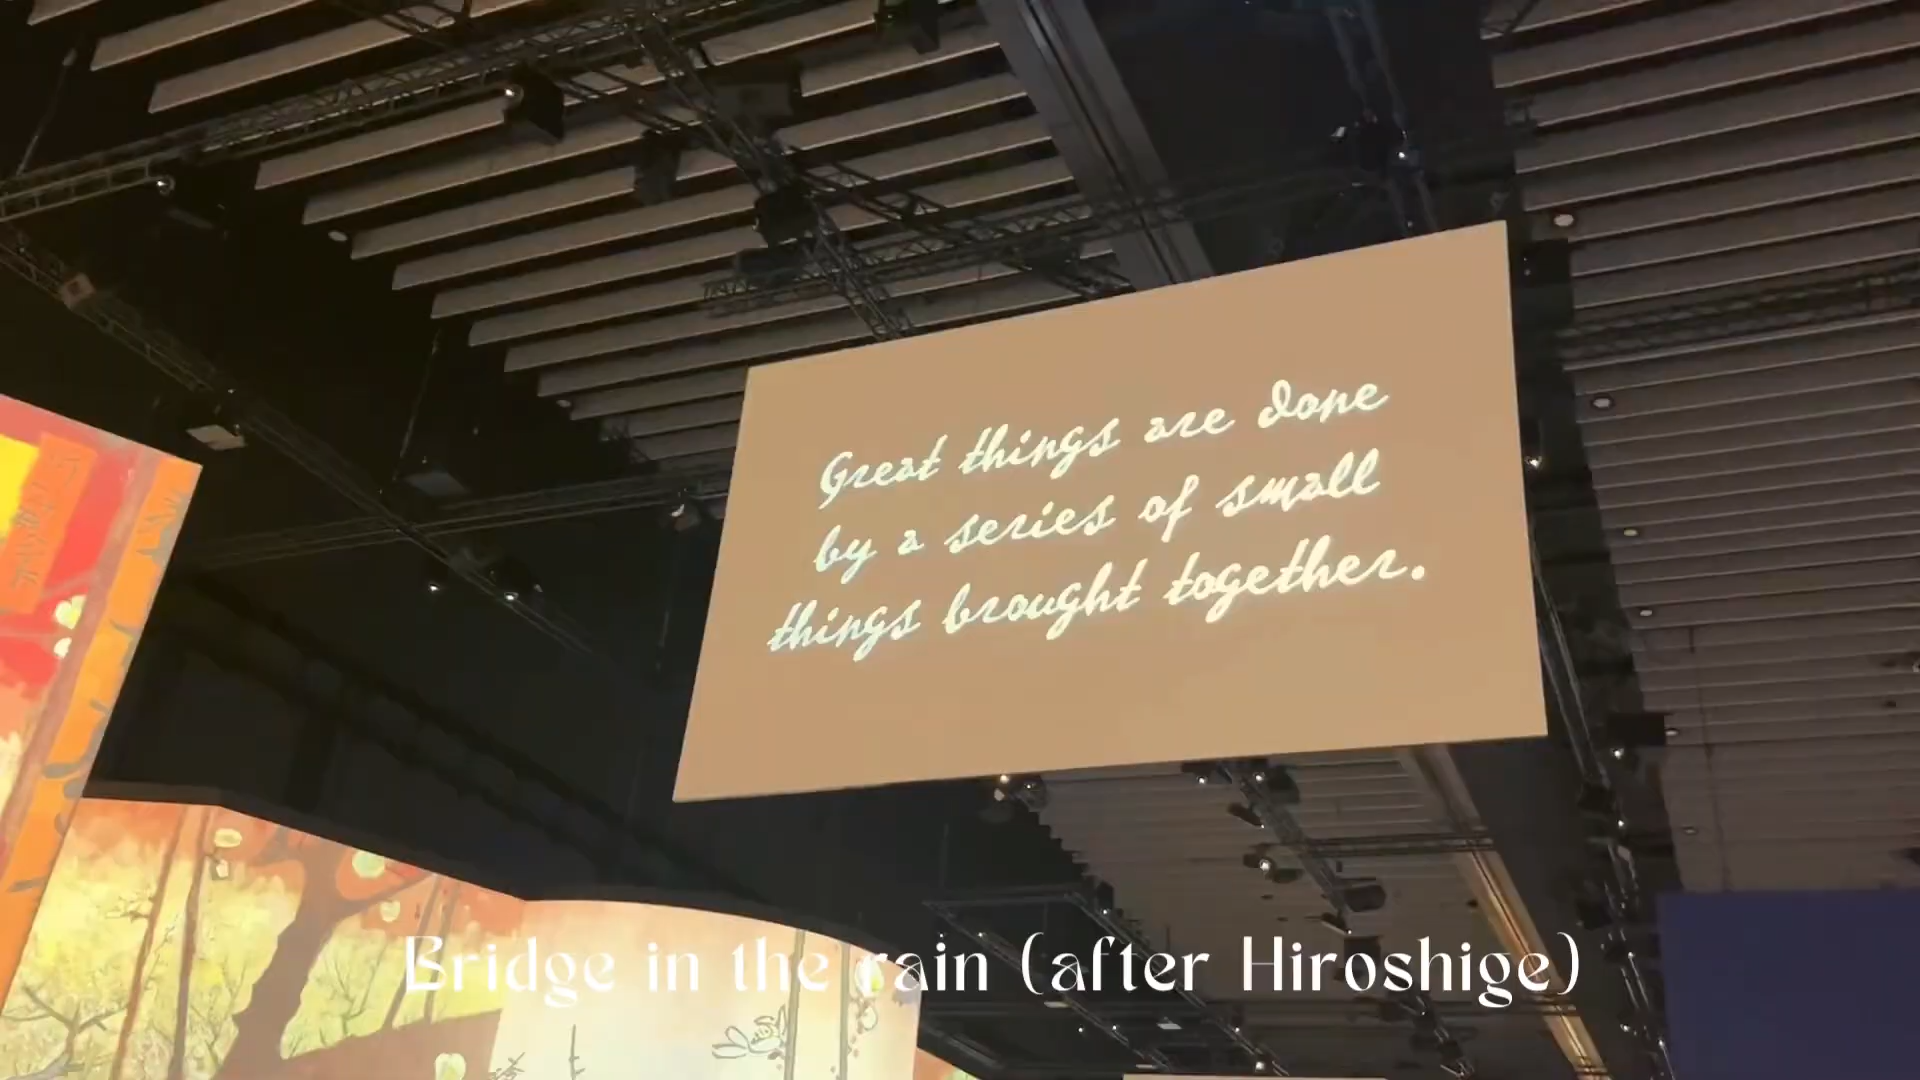 Great things are done
by a series of small
things brought together.
Bridge in the rain (after Hiroshige)